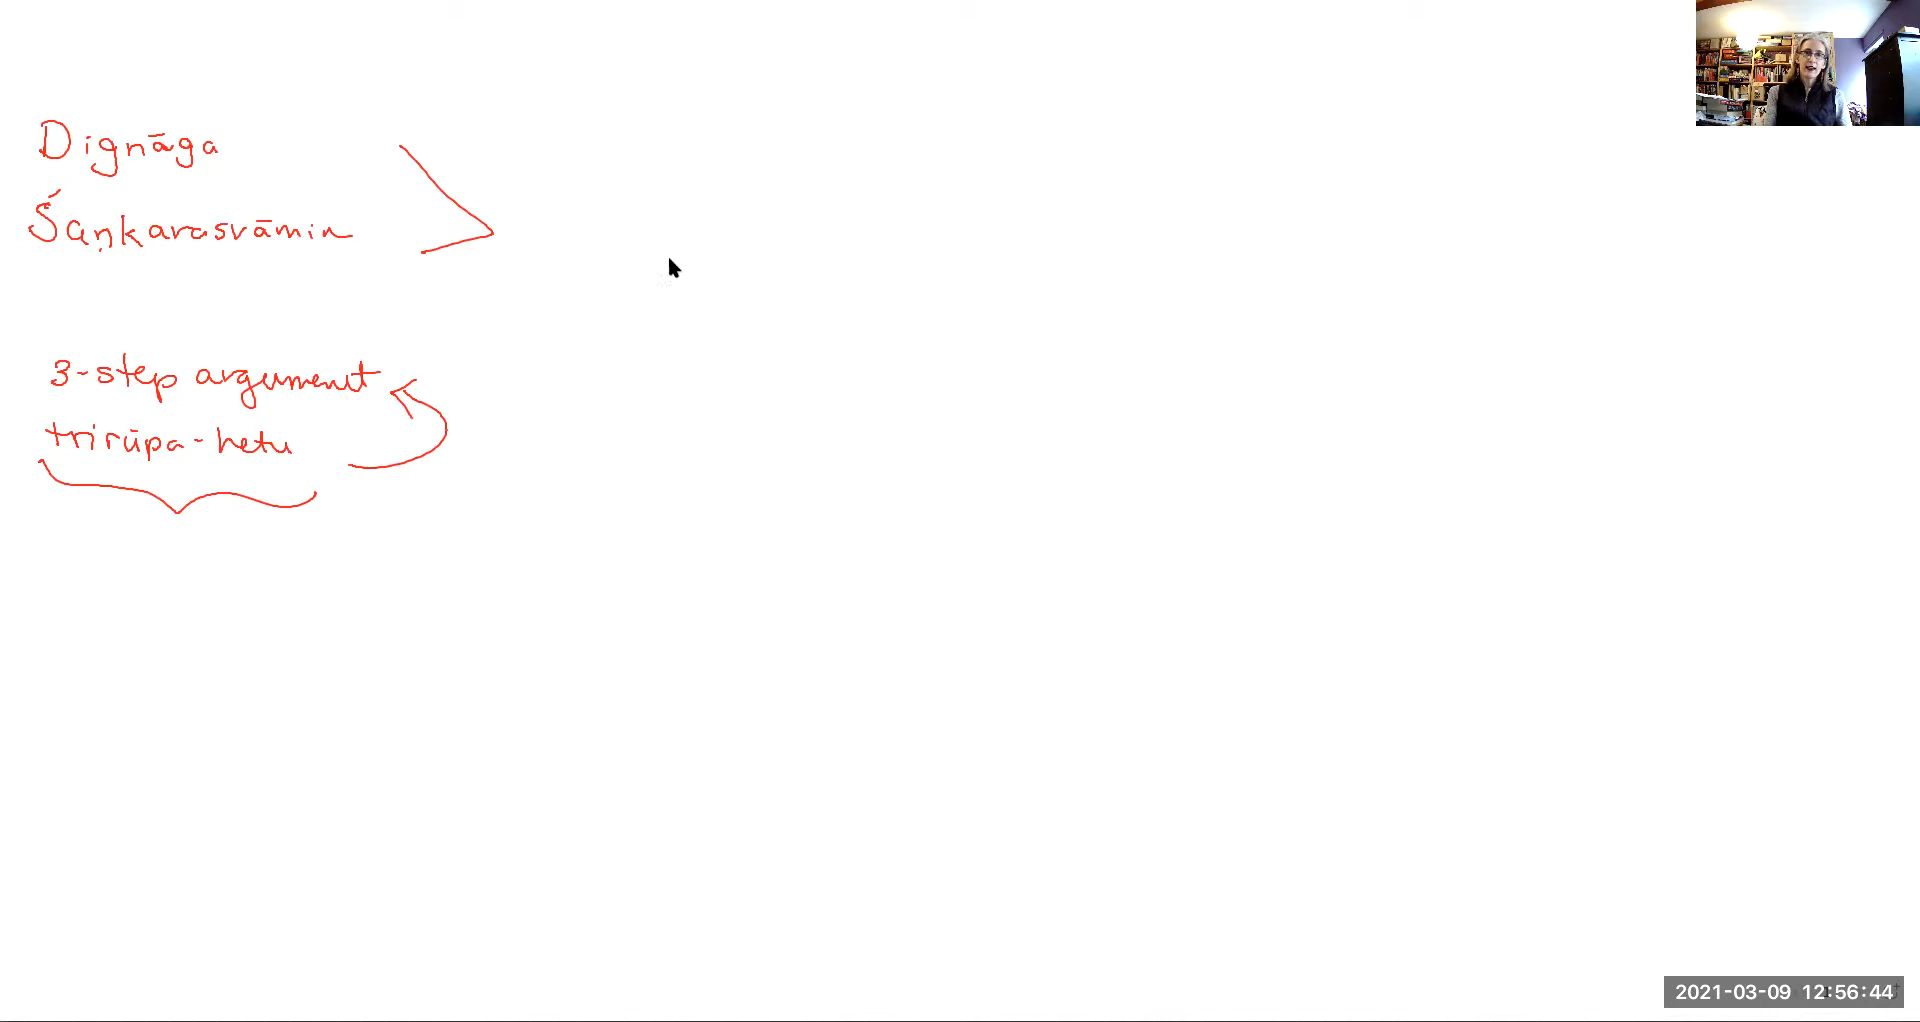 Dignāga
Śaṇkarasvāmin
3-step argument
trirūpa-hetu
2021-03-09 12:56:44